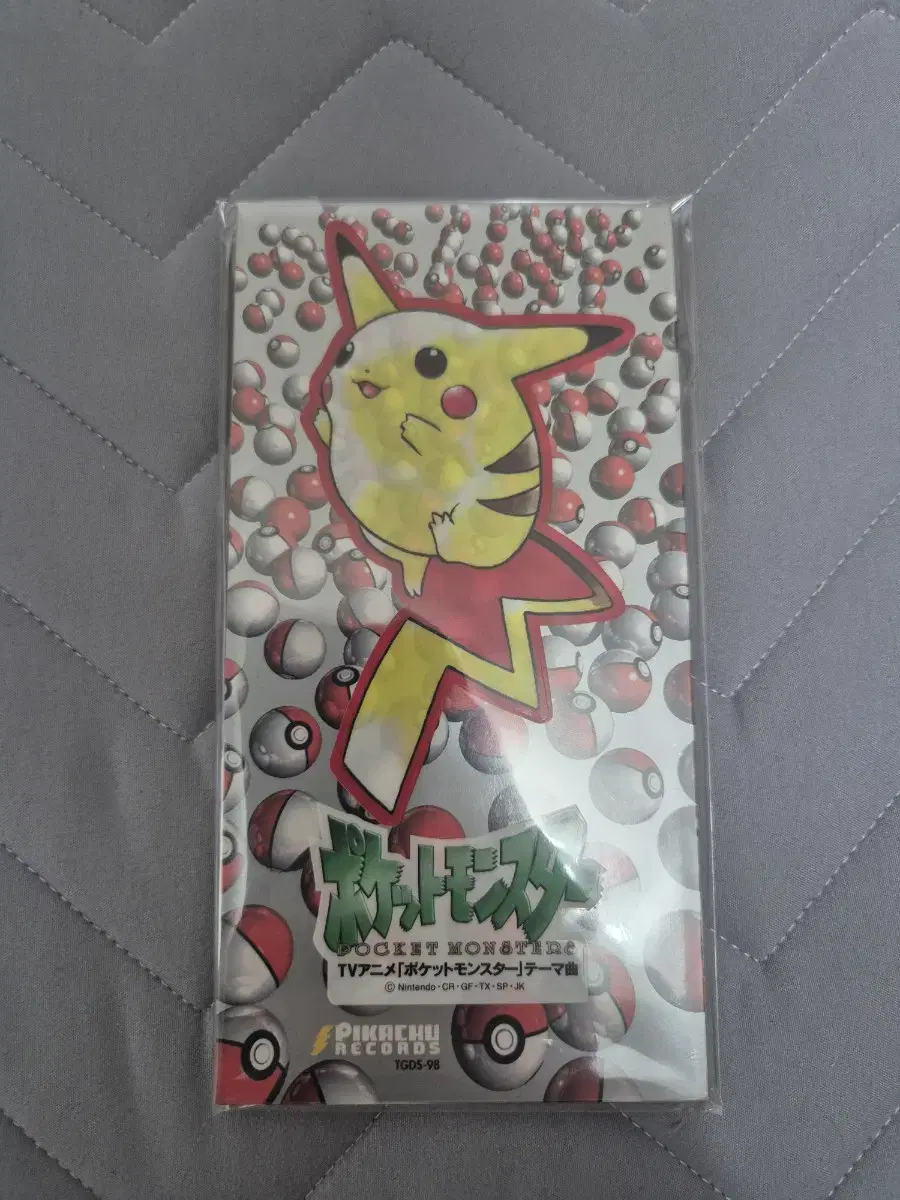 ポケットモンスター
POCKET MONSTERS
TVアニメ「ポケットモンスター」テーマ曲
© Nintendo・CR・GF・TX・SP・JK
PIKACHU
RECORDS
TGDS-98